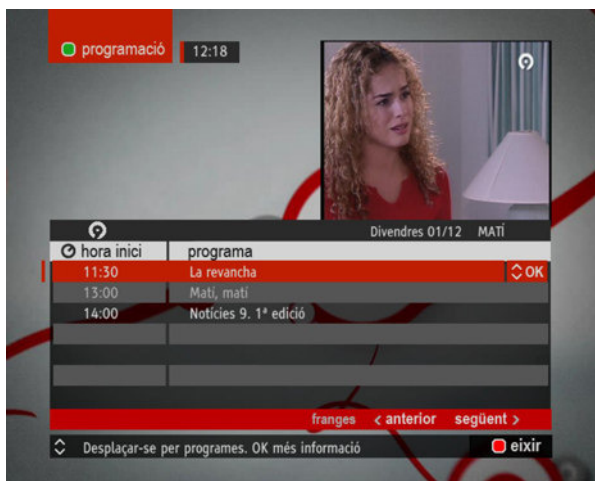 programació 12:18
Divendres 01/12 MATÍ
hora inici programa
11:30 La revancha OK
13:00 Matí, matí
14:00 Notícies 9. 1ª edició
franges < anterior següent >
Desplaçar-se per programes. OK més informació eixir